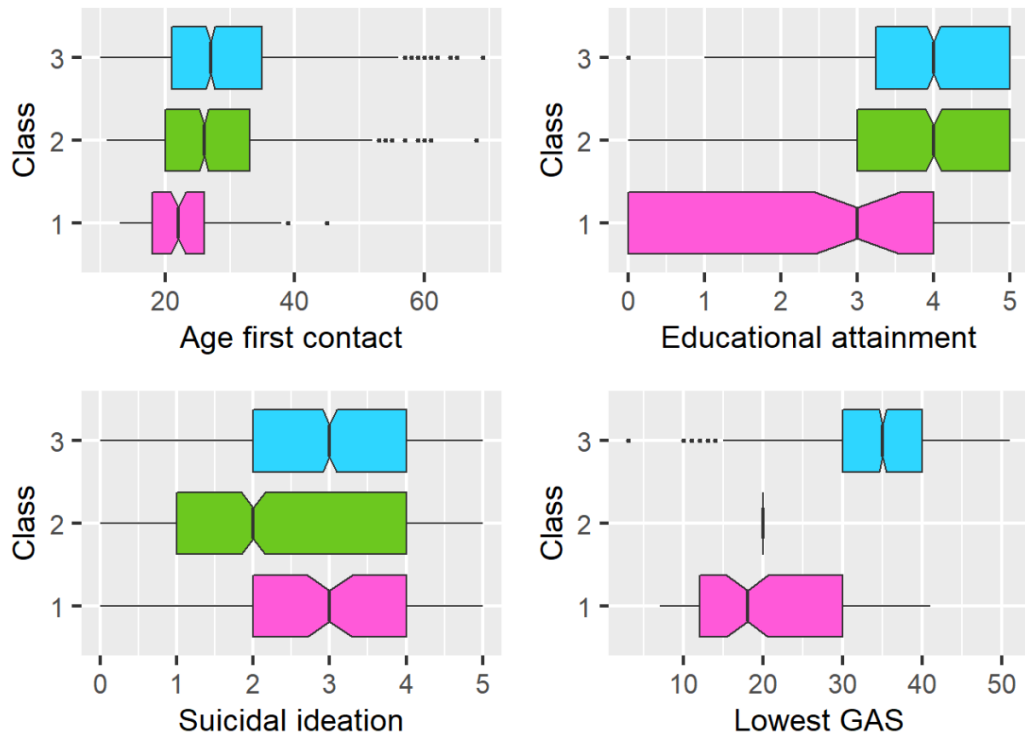 Class
3
2
1
20 40 60
Age first contact
Class
3
2
1
0 1 2 3 4 5
Educational attainment
Class
3
2
1
0 1 2 3 4 5
Suicidal ideation
Class
3
2
1
10 20 30 40 50
Lowest GAS